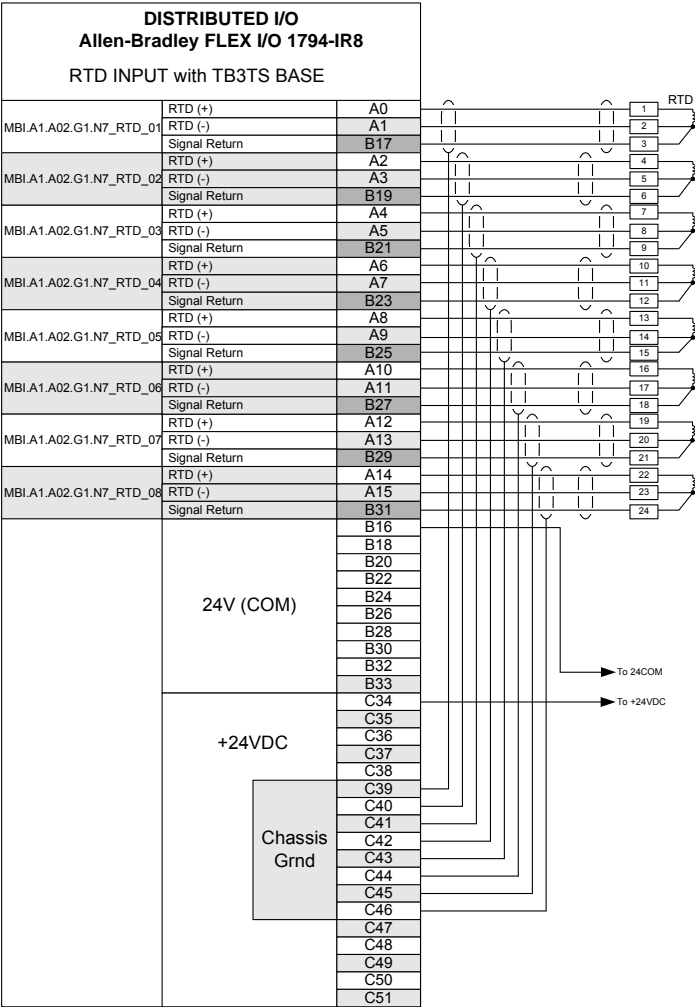 DISTRIBUTED I/O
Allen-Bradley FLEX I/O 1794-IR8
RTD INPUT with TB3TS BASE
RTD
MBI.A1.A02.G1.N7_RTD_01
RTD (+) A0 1
RTD (-) A1 2
Signal Return B17 3
MBI.A1.A02.G1.N7_RTD_02
RTD (+) A2 4
RTD (-) A3 5
Signal Return B19 6
MBI.A1.A02.G1.N7_RTD_03
RTD (+) A4 7
RTD (-) A5 8
Signal Return B21 9
MBI.A1.A02.G1.N7_RTD_04
RTD (+) A6 10
RTD (-) A7 11
Signal Return B23 12
MBI.A1.A02.G1.N7_RTD_05
RTD (+) A8 13
RTD (-) A9 14
Signal Return B25 15
MBI.A1.A02.G1.N7_RTD_06
RTD (+) A10 16
RTD (-) A11 17
Signal Return B27 18
MBI.A1.A02.G1.N7_RTD_07
RTD (+) A12 19
RTD (-) A13 20
Signal Return B29 21
MBI.A1.A02.G1.N7_RTD_08
RTD (+) A14 22
RTD (-) A15 23
Signal Return B31 24
24V (COM)
B16
B18
B20
B22
B24
B26
B28
B30
B32
B33
To 24COM
+24VDC
C34
To +24VDC
C35
C36
C37
C38
Chassis
Grnd
C39
C40
C41
C42
C43
C44
C45
C46
C47
C48
C49
C50
C51